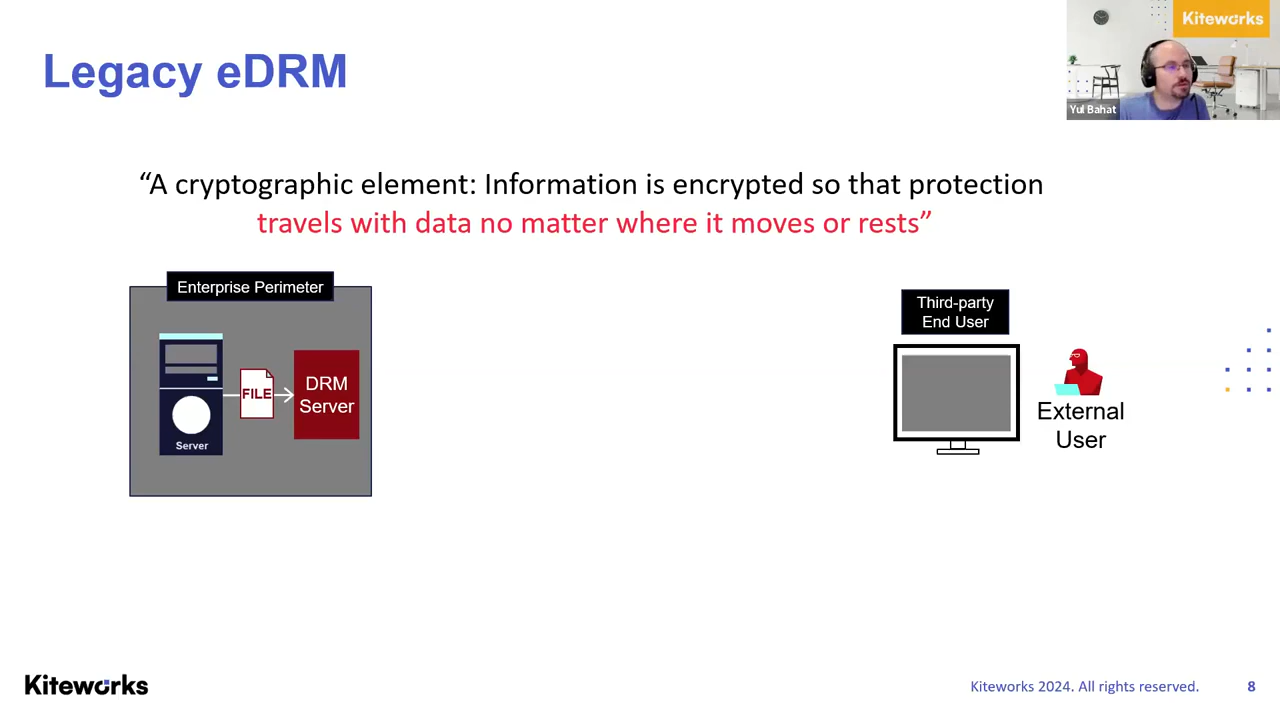 Legacy eDRM
Kiteworks
Yul Bahat
“A cryptographic element: Information is encrypted so that protection
travels with data no matter where it moves or rests”
Enterprise Perimeter
Server
FILE
DRM
Server
Third-party
End User
External
User
Kiteworks
Kiteworks 2024. All rights reserved.
8